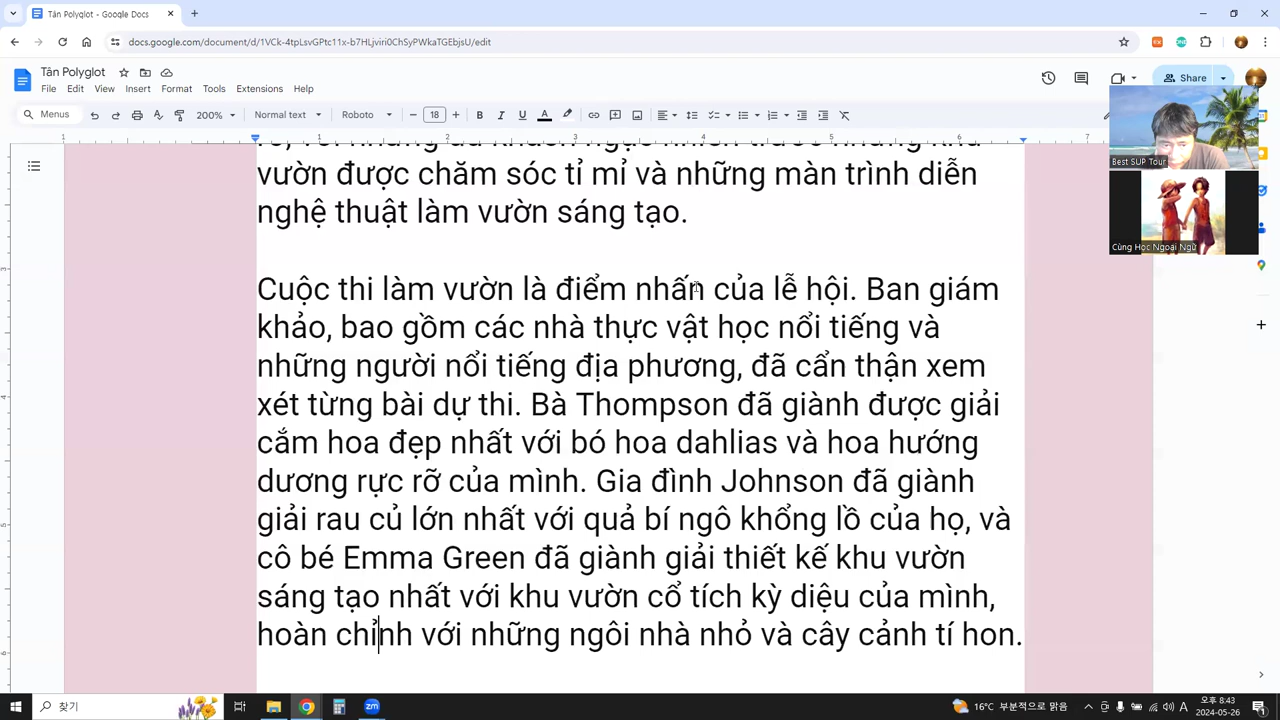 Tân Polyglot - Google Docs
docs.google.com/document/d/1VCk-4tpLsvGPtc11x-b7HLjviri0ChSyPWkaTGEbjsU/edit
Tân Polyglot
Share
File Edit View Insert Format Tools Extensions Help
Menus 200% Normal text Roboto 18
1 1 2 3 4 5 6 7
Best SUP Tour
Cùng Học Ngoại Ngữ
vườn được chăm sóc tỉ mỉ và những màn trình diễn
nghệ thuật làm vườn sáng tạo.
Cuộc thi làm vườn là điểm nhấn của lễ hội. Ban giám
khảo, bao gồm các nhà thực vật học nổi tiếng và
những người nổi tiếng địa phương, đã cẩn thận xem
xét từng bài dự thi. Bà Thompson đã giành được giải
cắm hoa đẹp nhất với bó hoa dahlias và hoa hướng
dương rực rỡ của mình. Gia đình Johnson đã giành
giải rau củ lớn nhất với quả bí ngô khổng lồ của họ, và
cô bé Emma Green đã giành giải thiết kế khu vườn
sáng tạo nhất với khu vườn cổ tích kỳ diệu của mình,
hoàn chỉnh với những ngôi nhà nhỏ và cây cảnh tí hon.
찾기
16°C 부분적으로 맑음
A
오후 8:43
2024-05-26